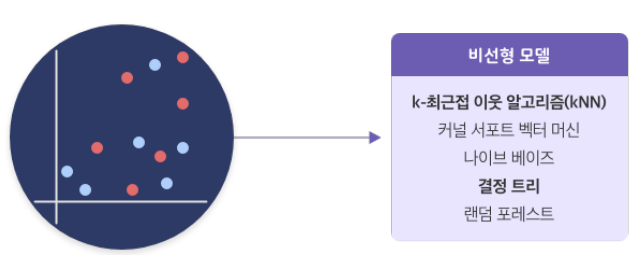 비선형 모델
k-최근접 이웃 알고리즘(kNN)
커널 서포트 벡터 머신
나이브 베이즈
결정 트리
랜덤 포레스트